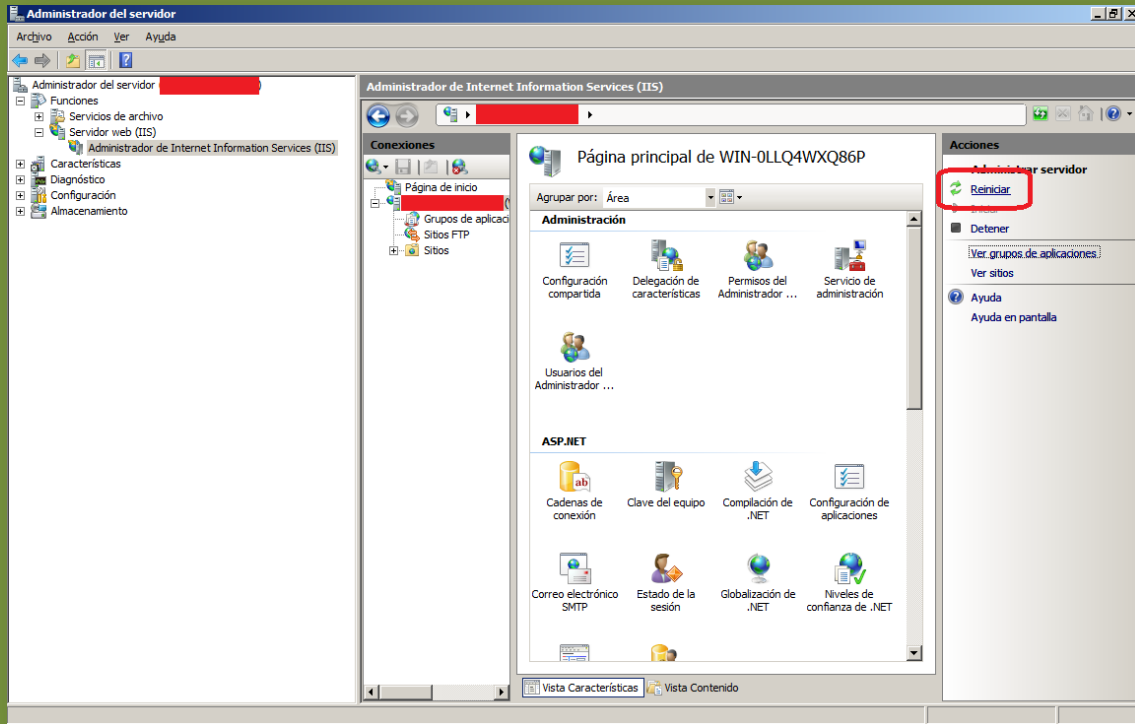 Administrador del servidor
Archivo Acción Ver Ayuda
Administrador del servidor (
)
Funciones
Servicios de archivo
Servidor web (IIS)
Administrador de Internet Information Services (IIS)
Características
Diagnóstico
Configuración
Almacenamiento
Administrador de Internet Information Services (IIS)
Conexiones
Página de inicio
Grupos de aplicaci
Sitios FTP
Sitios
Página principal de WIN-0LLQ4WXQ86P
Agrupar por: Área
Administración
Configuración compartida
Delegación de características
Permisos del Administrador ...
Servicio de administración
Usuarios del Administrador ...
ASP.NET
Cadenas de conexión
Clave del equipo
Compilación de .NET
Configuración de aplicaciones
Correo electrónico SMTP
Estado de la sesión
Globalización de .NET
Niveles de confianza de .NET
Vista Características
Vista Contenido
Acciones
Administrar servidor
Reiniciar
Iniciar
Detener
Ver grupos de aplicaciones
Ver sitios
Ayuda
Ayuda en pantalla